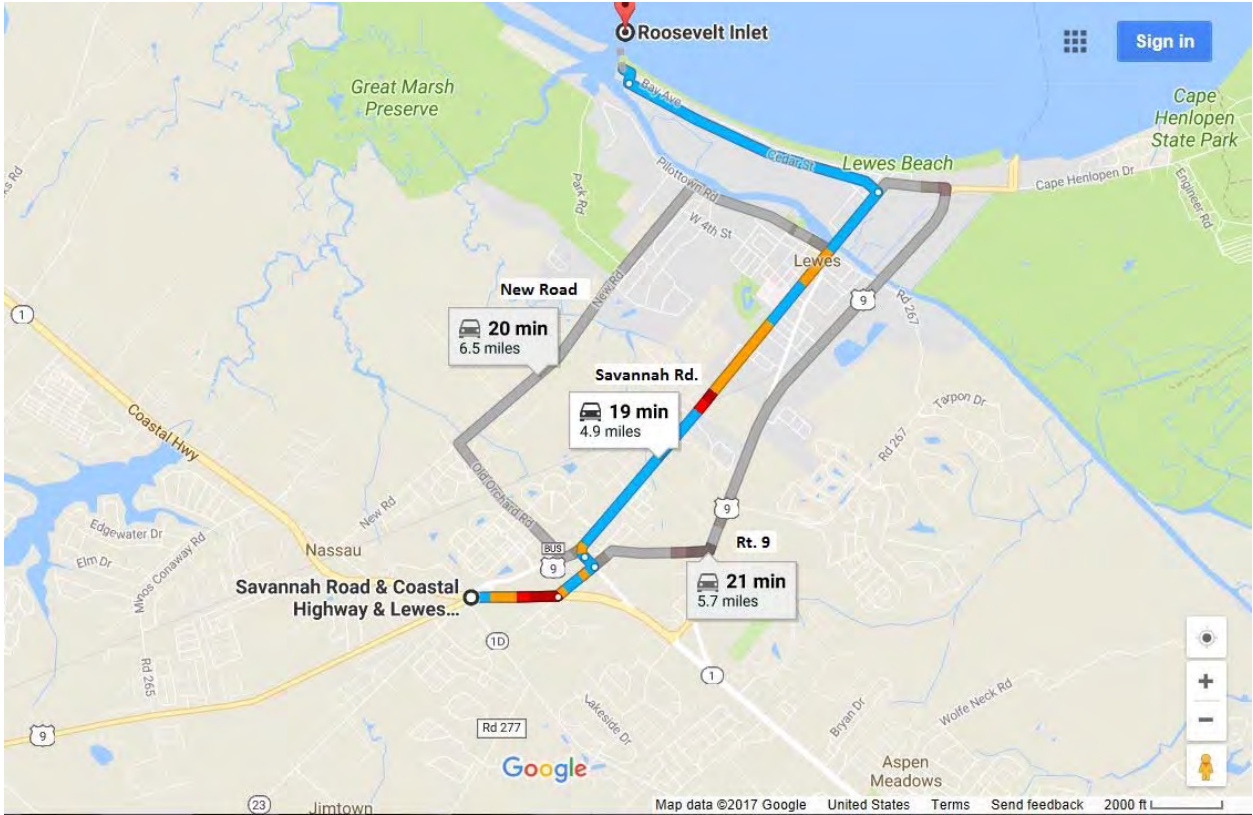 Roosevelt Inlet
Sign in
Great Marsh
Preserve
Bay Ave
Cape
Henlopen
State Park
Cedar St
Lewes Beach
Cape Henlopen Dr
Engineer Rd
Pilottown Rd
Park Rd
W 4th St
Lewes
Rd 267
9
New Road
New Rd
20 min
6.5 miles
1
Savannah Rd.
19 min
4.9 miles
Coastal Hwy
Tarpon Dr
Rd 267
Old Orchard Rd
New Rd
9
Edgewater Dr
Elm Dr
Minos Conaway Rd
Nassau
BUS
9
Rt. 9
21 min
5.7 miles
Savannah Road & Coastal
Highway & Lewes...
1D
Rd 265
1
Wolfe Neck Rd
Bryan Dr
Lakeside Dr
Rd 277
9
Google
Aspen
Meadows
23
Jimtown
Map data ©2017 Google United States Terms Send feedback 2000 ft